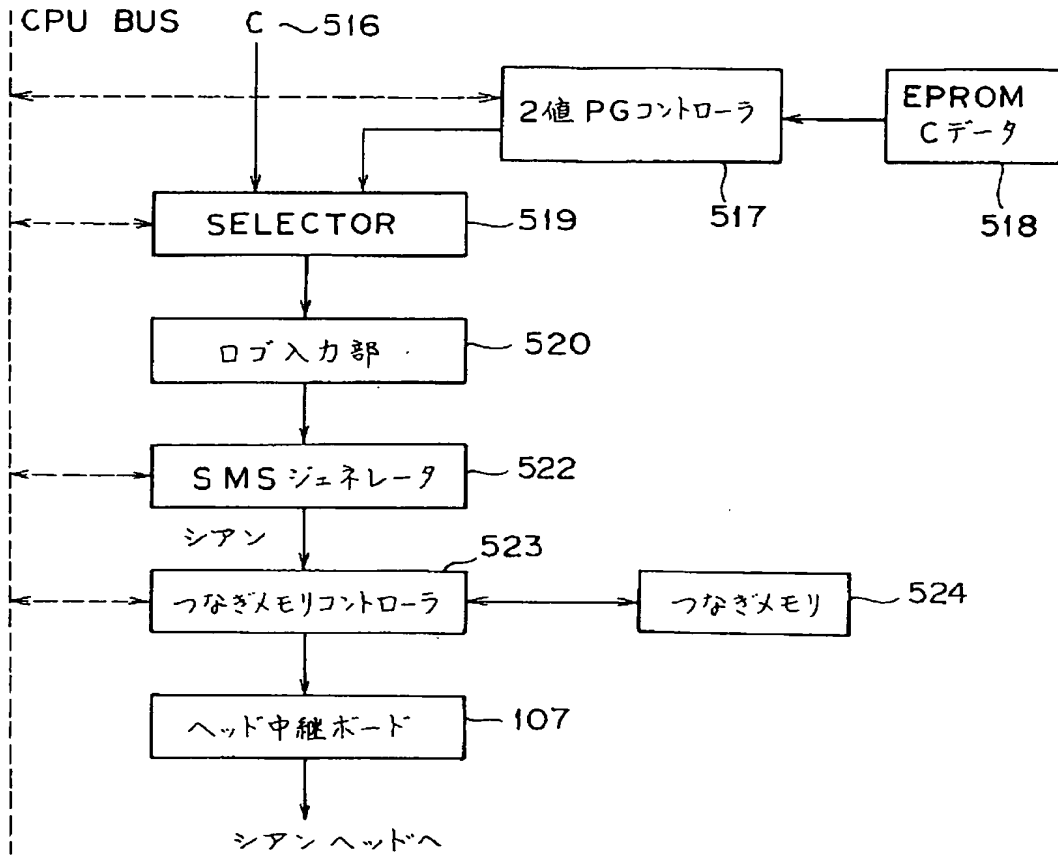 CPU BUS
C 516
2値PGコントローラ
517
EPROM
Cデータ
518
SELECTOR
519
ロゴ入力部
520
SMSジェネレータ
522
シアン
523
つなぎメモリコントローラ
つなぎメモリ
524
ヘッド中継ボード
107
シアンヘッドへ